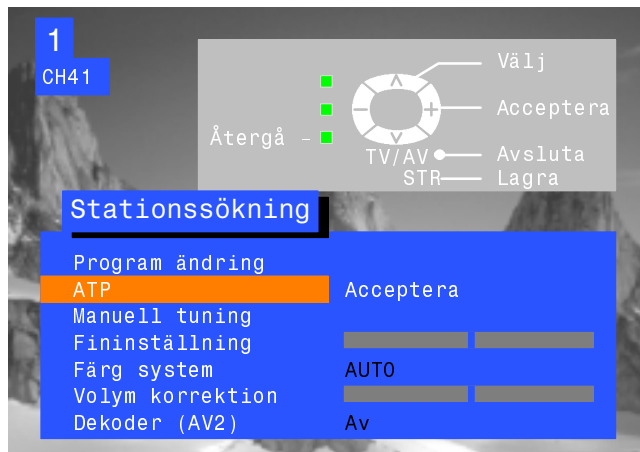 1
CH41
Välj
Acceptera
Återgå
TV/AV Avsluta
STR Lagra
Stationssökning
Program ändring
ATP Acceptera
Manuell tuning
Fininställning
Färg system AUTO
Volym korrektion
Dekoder (AV2) Av